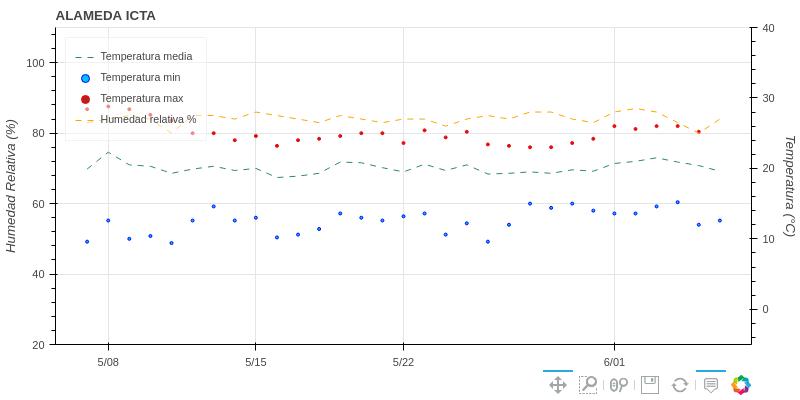 ALAMEDA ICTA
Temperatura media
Temperatura min
Temperatura max
Humedad relativa %
Humedad Relativa (%)
100
80
60
40
20
Temperatura (°C)
40
30
20
10
0
5/08
5/15
5/22
6/01